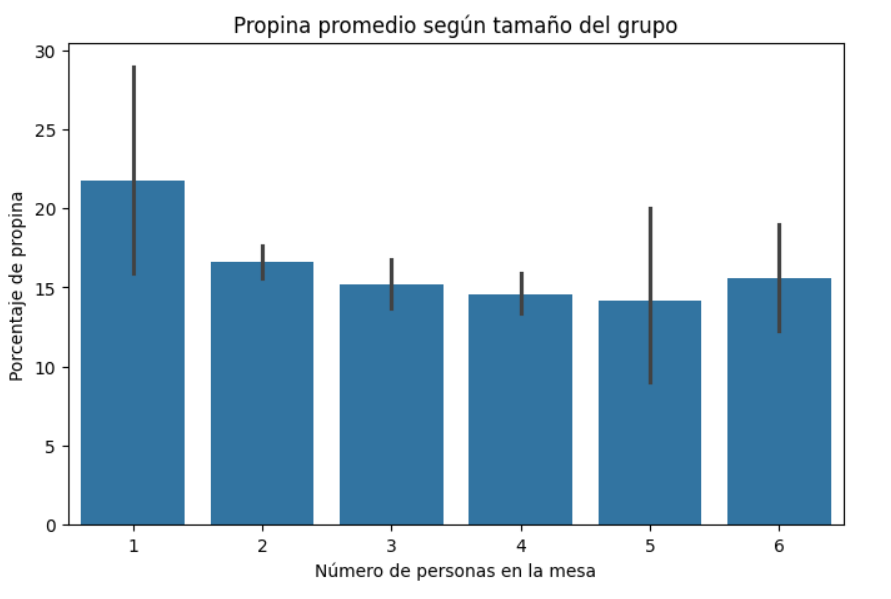 Propina promedio según tamaño del grupo
30
25
20
15
10
5
0
Porcentaje de propina
1 2 3 4 5 6
Número de personas en la mesa